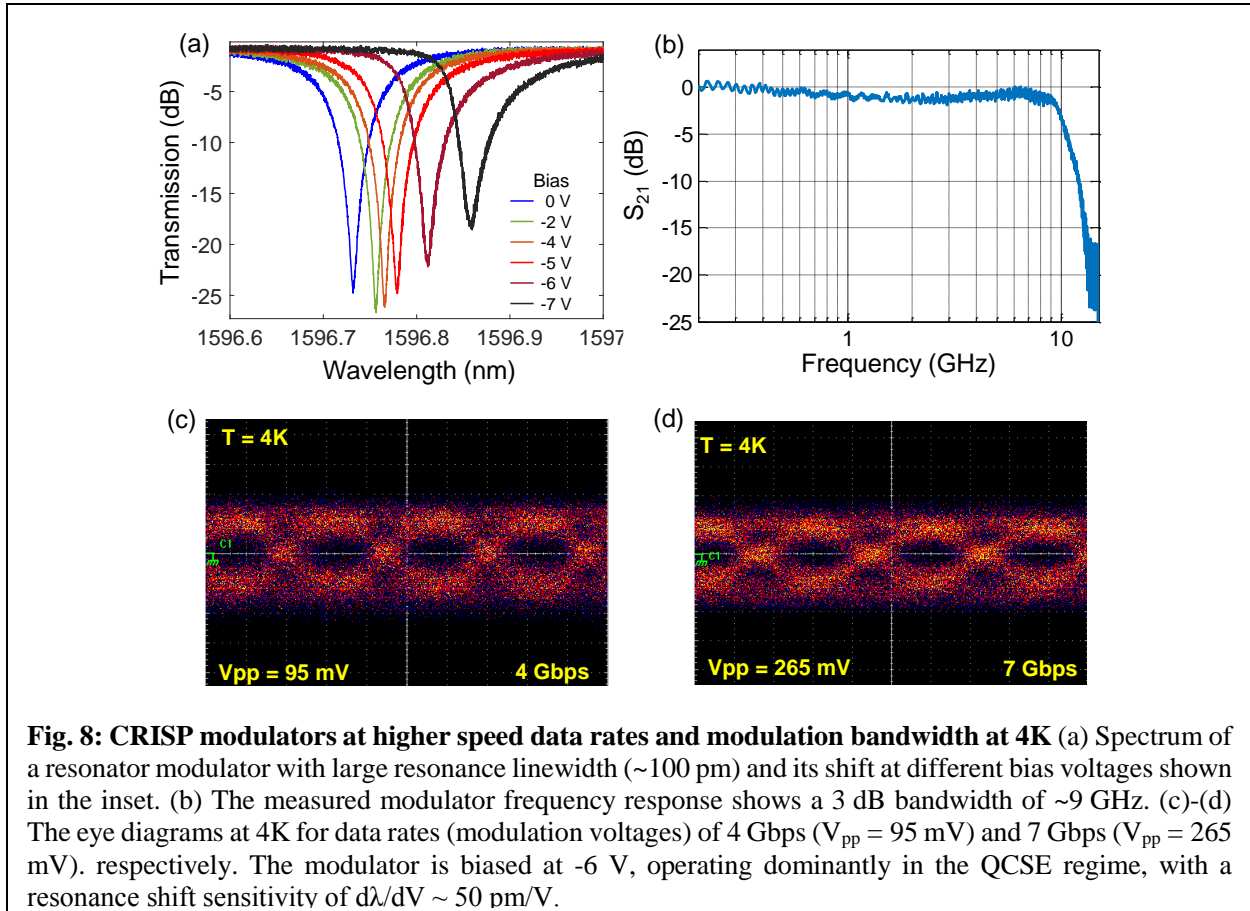 (a)
Transmission (dB)
-5
-10
-15
-20
-25
1596.6 1596.7 1596.8 1596.9 1597
Wavelength (nm)
Bias
0 V
-2 V
-4 V
-5 V
-6 V
-7 V
(b)
S21 (dB)
5
0
-5
-10
-15
-20
-25
1 10
Frequency (GHz)
(c)
T = 4K
C1
Vpp = 95 mV 4 Gbps
(d)
T = 4K
C1
Vpp = 265 mV 7 Gbps
Fig. 8: CRISP modulators at higher speed data rates and modulation bandwidth at 4K (a) Spectrum of
a resonator modulator with large resonance linewidth (~100 pm) and its shift at different bias voltages shown
in the inset. (b) The measured modulator frequency response shows a 3 dB bandwidth of ~9 GHz. (c)-(d)
The eye diagrams at 4K for data rates (modulation voltages) of 4 Gbps (Vpp = 95 mV) and 7 Gbps (Vpp = 265
mV). respectively. The modulator is biased at -6 V, operating dominantly in the QCSE regime, with a
resonance shift sensitivity of dλ/dV ~ 50 pm/V.